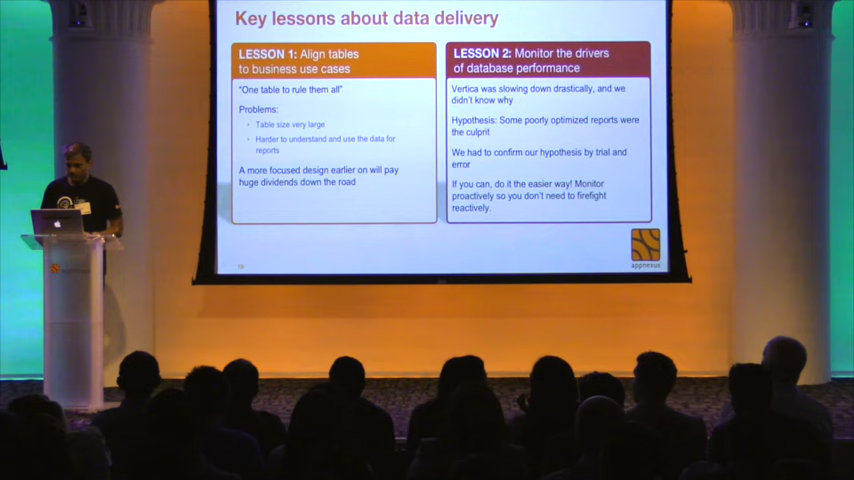 Key lessons about data delivery
LESSON 1: Align tables
to business use cases
"One table to rule them all"
Problems:
Table size very large
Harder to understand and use the data for
reports
A more focused design earlier on will pay
huge dividends down the road
LESSON 2: Monitor the drivers
of database performance
Vertica was slowing down drastically, and we
didn't know why
Hypothesis: Some poorly optimized reports were
the culprit
We had to confirm our hypothesis by trial and
error
If you can, do it the easier way! Monitor
proactively so you don't need to firefight
reactively.
appnexus